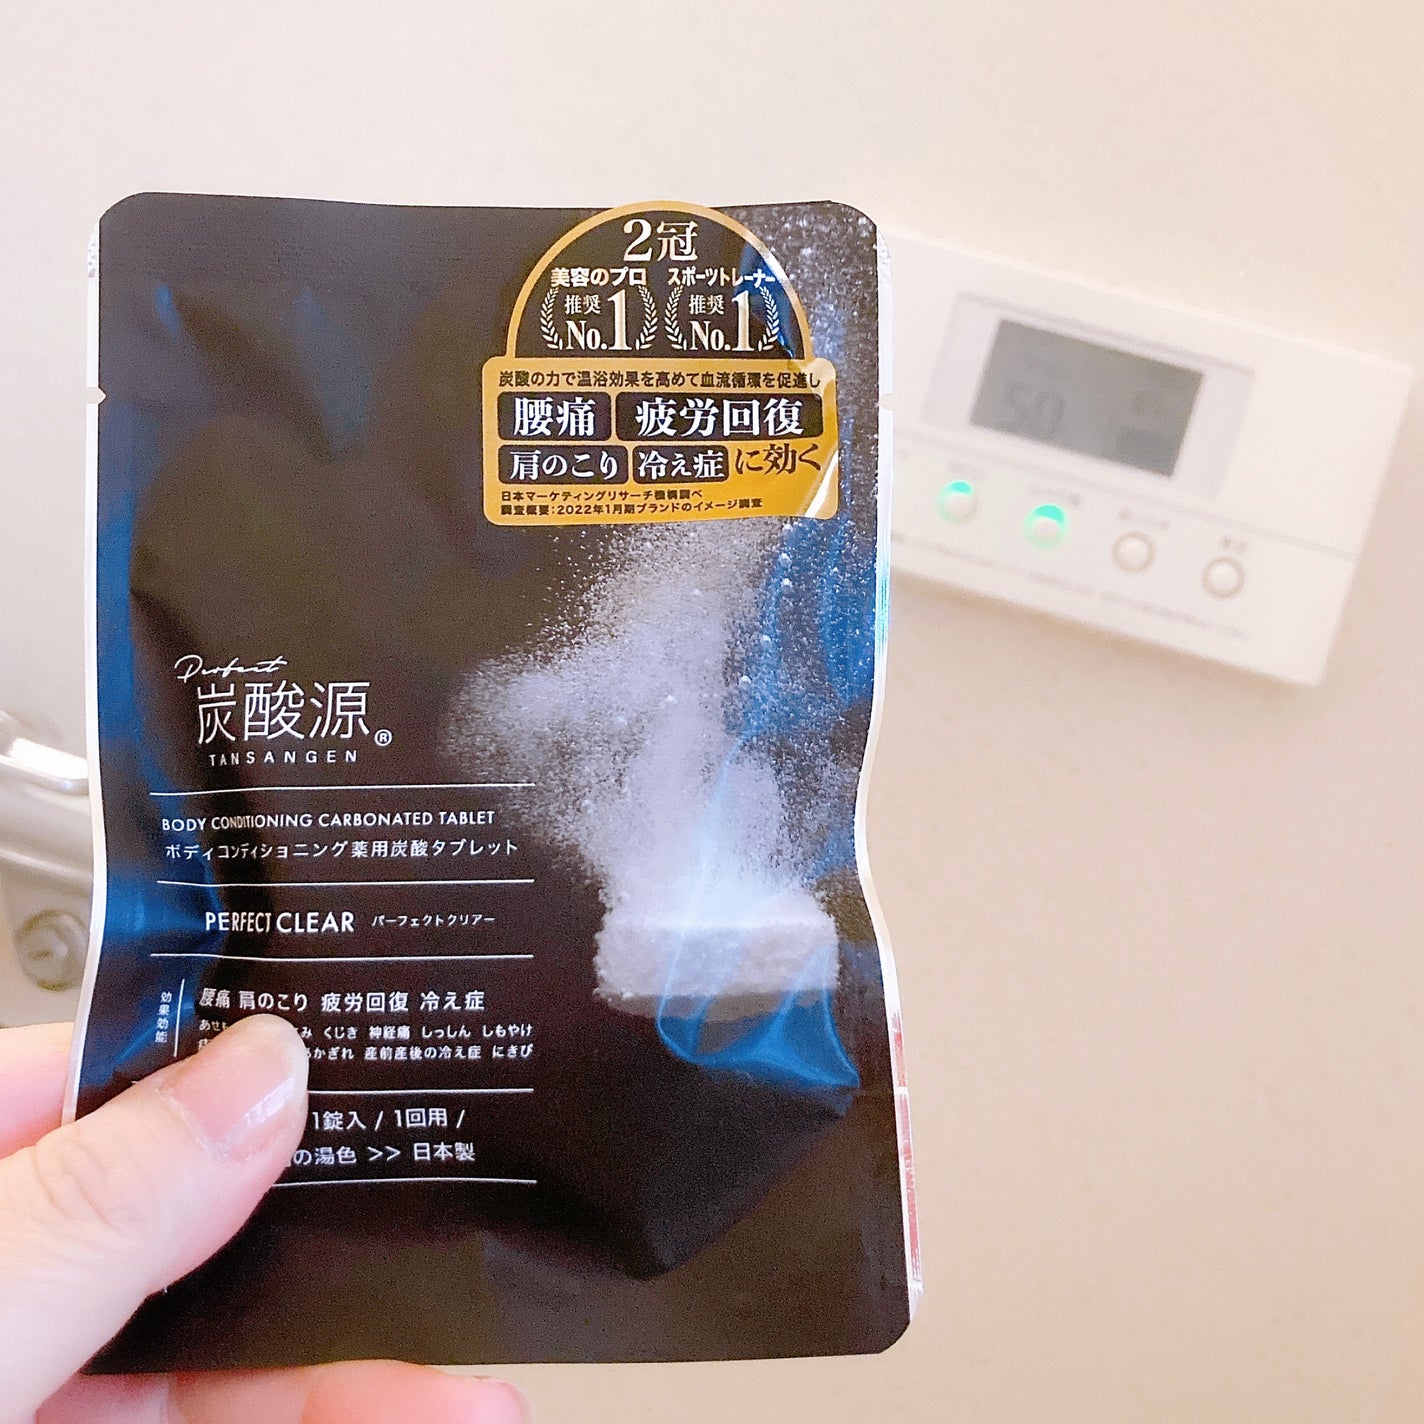 2冠
美容のプロ スポーツトレーナー
推奨 No.1 推奨 No.1
炭酸の力で温浴効果を高めて血流循環を促進し
腰痛 疲労回復
肩のこり 冷え症 に効く
日本マーケティングリサーチ機構調べ
調査概要:2022年1月期ブランドのイメージ調査
Perfect
炭酸源®
TANSANGEN
BODY CONDITIONING CARBONATED TABLET
ボディコンディショニング薬用炭酸タブレット
PERFECT CLEAR パーフェクトクリアー
効果効能
腰痛 肩のこり 疲労回復 冷え症
くじき 神経痛 しっしん しもやけ
産前産後の冷え症 にきび
1錠入 / 1回用 /
の湯色 >> 日本製